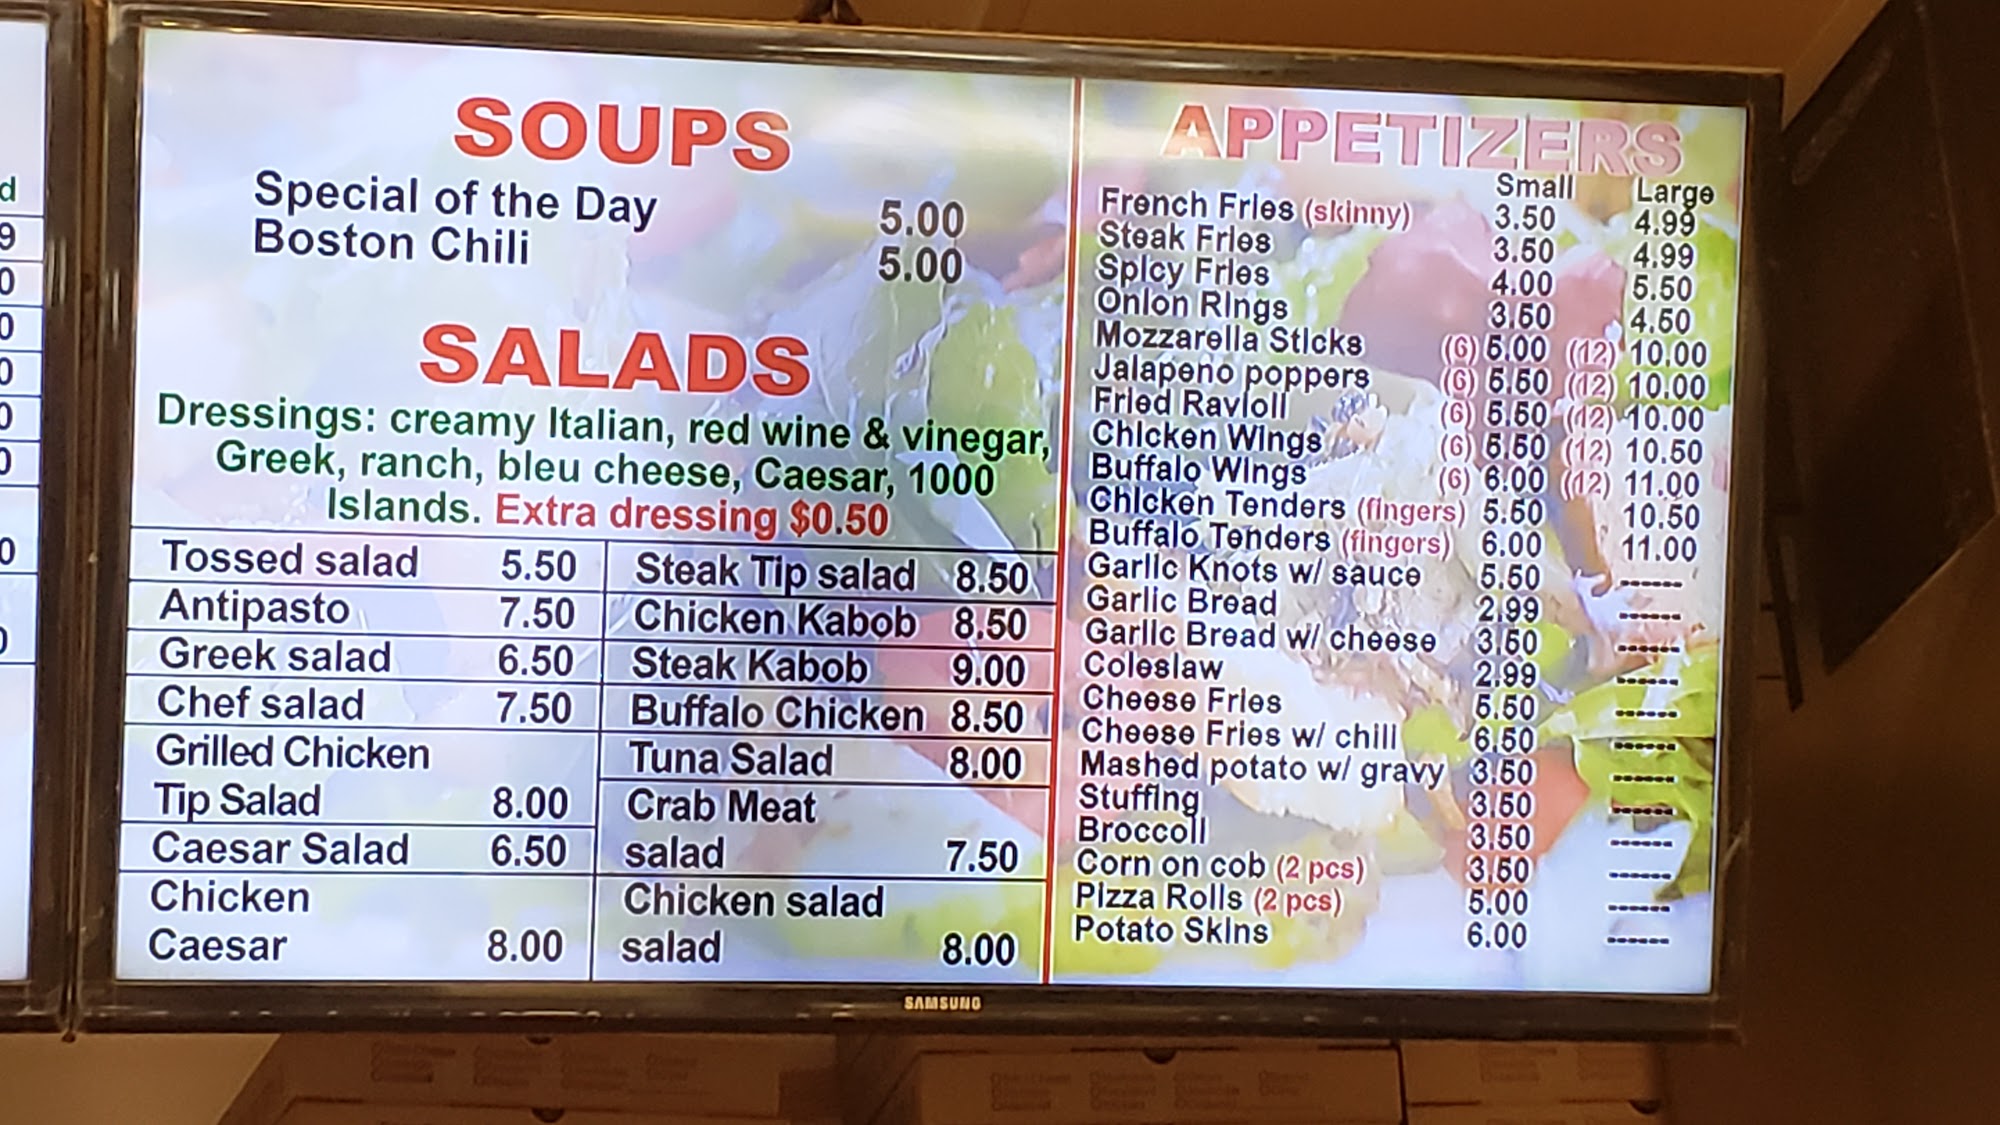 SOUPS
Special of the Day 5.00
Boston Chili 5.00
SALADS
Dressings: creamy Italian, red wine & vinegar,
Greek, ranch, bleu cheese, Caesar, 1000
Islands. Extra dressing $0.50
Tossed salad 5.50
Antipasto 7.50
Greek salad 6.50
Chef salad 7.50
Grilled Chicken
Tip Salad 8.00
Caesar Salad 6.50
Chicken
Caesar 8.00
Steak Tip salad 8.50
Chicken Kabob 8.50
Steak Kabob 9.00
Buffalo Chicken 8.50
Tuna Salad 8.00
Crab Meat
salad 7.50
Chicken salad
salad 8.00
APPETIZERS
Small Large
French Fries (skinny) 3.50 4.99
Steak Fries 3.50 4.99
Spicy Fries 4.00 5.50
Onion Rings 3.50 4.50
Mozzarella Sticks (6) 5.00 (12) 10.00
Jalapeno poppers (6) 5.50 (12) 10.00
Fried Ravioli (6) 5.50 (12) 10.00
Chicken Wings (6) 5.50 (12) 10.50
Buffalo Wings (6) 6.00 (12) 11.00
Chicken Tenders (fingers) 5.50 10.50
Buffalo Tenders (fingers) 6.00 11.00
Garlic Knots w/ sauce 5.50 ------
Garlic Bread 2.99 ------
Garlic Bread w/ cheese 3.50 ------
Coleslaw 2.99 ------
Cheese Fries 5.50 ------
Cheese Fries w/ chili 6.50 ------
Mashed potato w/ gravy 3.50 ------
Stuffing 3.50 ------
Broccoli 3.50 ------
Corn on cob (2 pcs) 3.50 ------
Pizza Rolls (2 pcs) 5.00 ------
Potato Skins 6.00 ------
SAMSUNG